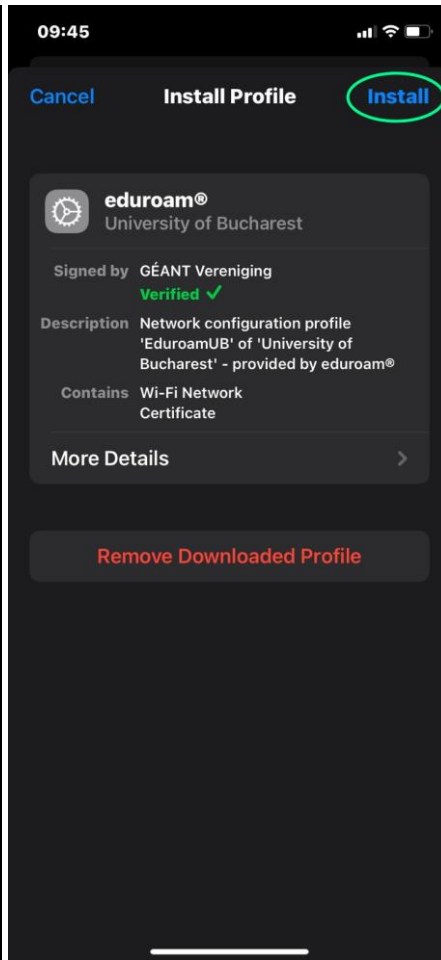 09:45
Cancel Install Profile Install
eduroam®
University of Bucharest
Signed by GÉANT Vereniging
Verified ✓
Description Network configuration profile
'EduroamUB' of 'University of
Bucharest' - provided by eduroam®
Contains Wi-Fi Network
Certificate
More Details
Remove Downloaded Profile